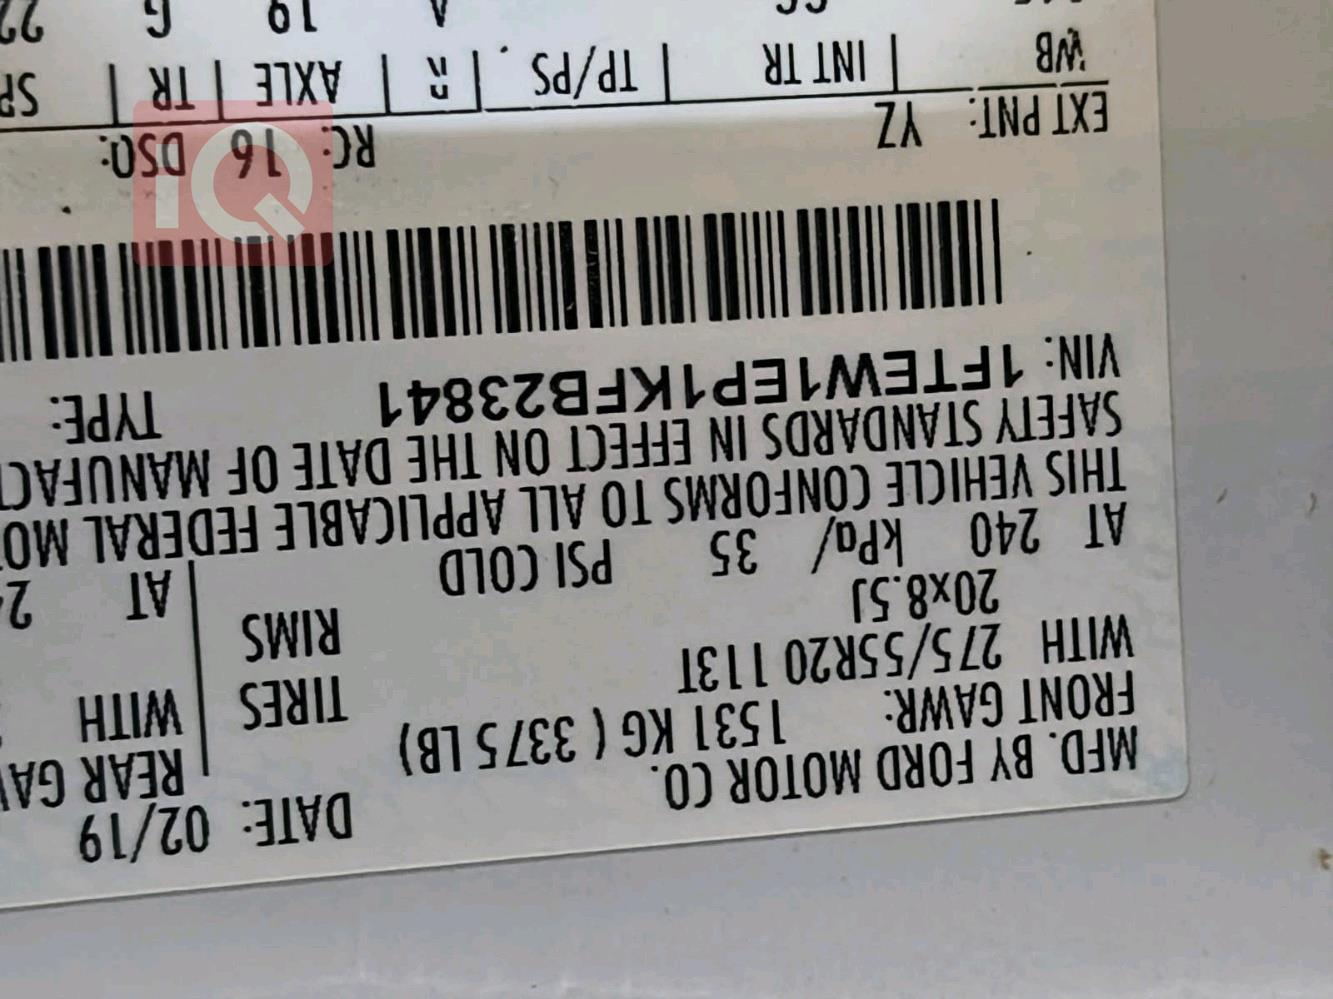 MFD. BY FORD MOTOR CO.
DATE: 02/19
FRONT GAWR: 1531 KG ( 3375 LB)
REAR
WITH 275/55R20 113T
TIRES
WITH
20x8.5J
RIMS
AT 240 kPa/ 35 PSI COLD
AT
THIS VEHICLE CONFORMS TO ALL APPLICABLE FEDERAL
SAFETY STANDARDS IN EFFECT ON THE DATE OF
VIN: 1FTEW1EP1KFB23841
TYPE:
EXT PNT: YZ
RC: 16 DSO:
WB | INT TR | TP/PS | R | AXLE | TR |
19 G
iQ